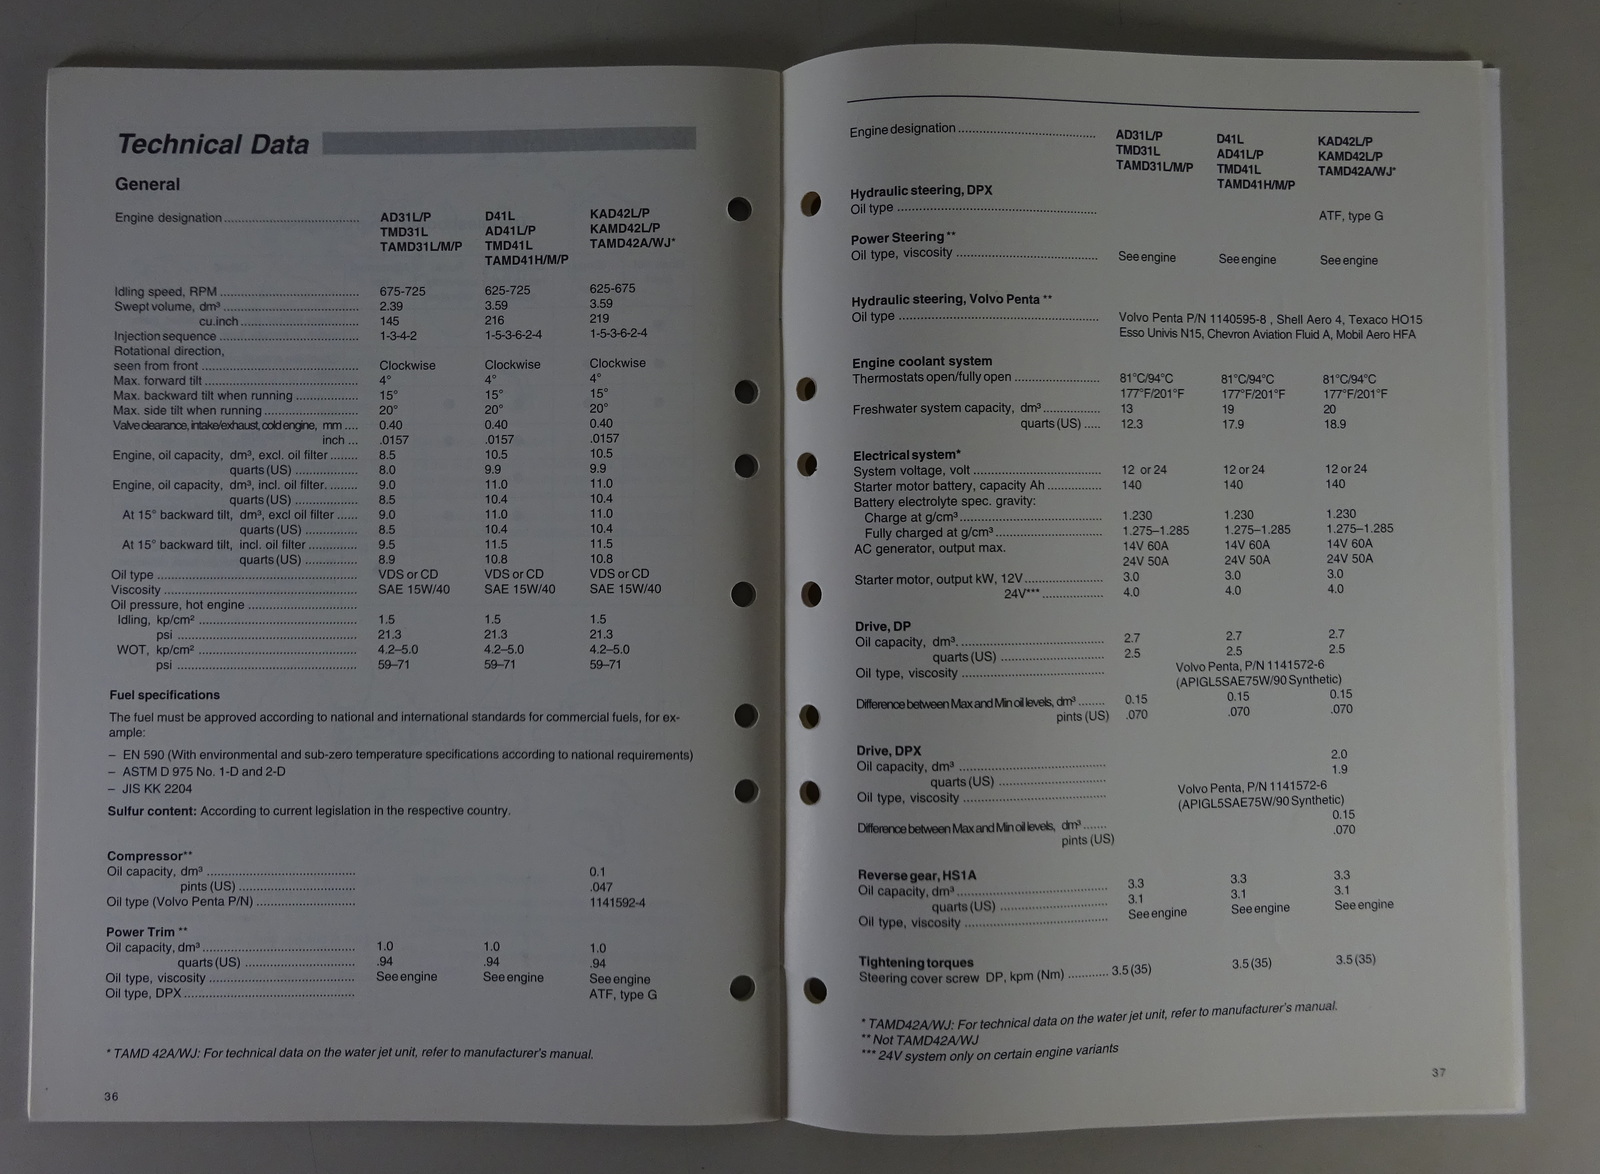 Technical Data
General
Engine designation ..... AD31L/P D41L KAD42L/P
TMD31L AD41L/P KAMD42L/P
TAMD31L/M/P TMD41L TAMD42A/WJ*
TAMD41H/M/P
Idling speed, RPM ..... 675-725 625-725 625-675
Swept volume, dm³ ..... 2.39 3.59 3.59
cu.inch ..... 145 216 219
Injection sequence ..... 1-3-4-2 1-5-3-6-2-4 1-5-3-6-2-4
Rotational direction,
seen from front ..... Clockwise Clockwise Clockwise
Max. forward tilt ..... 4° 4° 4°
Max. backward tilt when running ..... 15° 15° 15°
Max. side tilt when running ..... 20° 20° 20°
Valve clearance, intake/exhaust, cold engine, mm .... 0.40 0.40 0.40
inch ... .0157 .0157 .0157
Engine, oil capacity, dm³, excl. oil filter ..... 8.5 10.5 10.5
quarts (US) ..... 8.0 9.9 9.9
Engine, oil capacity, dm³, incl. oil filter. ..... 9.0 11.0 11.0
quarts (US) ..... 8.5 10.4 10.4
At 15° backward tilt, dm³, excl oil filter ..... 9.0 11.0 11.0
quarts (US) ..... 8.5 10.4 10.4
At 15° backward tilt, incl. oil filter ..... 9.5 11.5 11.5
quarts (US) ..... 8.9 10.8 10.8
Oil type ..... VDS or CD VDS or CD VDS or CD
Viscosity ..... SAE 15W/40 SAE 15W/40 SAE 15W/40
Oil pressure, hot engine .....
Idling, kp/cm² ..... 1.5 1.5 1.5
psi ..... 21.3 21.3 21.3
WOT, kp/cm² ..... 4.2–5.0 4.2–5.0 4.2–5.0
psi ..... 59–71 59–71 59–71
Fuel specifications
The fuel must be approved according to national and international standards for commercial fuels, for ex-
ample:
– EN 590 (With environmental and sub-zero temperature specifications according to national requirements)
– ASTM D 975 No. 1-D and 2-D
– JIS KK 2204
Sulfur content: According to current legislation in the respective country.
Compressor**
Oil capacity, dm³ ..... 0.1
pints (US) ..... .047
Oil type (Volvo Penta P/N) ..... 1141592-4
Power Trim **
Oil capacity, dm³ ..... 1.0 1.0 1.0
quarts (US) ..... .94 .94 .94
Oil type, viscosity ..... See engine See engine See engine
Oil type, DPX ..... ATF, type G
* TAMD 42A/WJ: For technical data on the water jet unit, refer to manufacturer's manual.
36
Engine designation ..... AD31L/P D41L KAD42L/P
TMD31L AD41L/P KAMD42L/P
TAMD31L/M/P TMD41L TAMD42A/WJ*
TAMD41H/M/P
Hydraulic steering, DPX
Oil type ..... ATF, type G
Power Steering **
Oil type, viscosity ..... See engine See engine See engine
Hydraulic steering, Volvo Penta **
Oil type ..... Volvo Penta P/N 1140595-8 , Shell Aero 4, Texaco HO15
Esso Univis N15, Chevron Aviation Fluid A, Mobil Aero HFA
Engine coolant system
Thermostats open/fully open ..... 81°C/94°C 81°C/94°C 81°C/94°C
177°F/201°F 177°F/201°F 177°F/201°F
Freshwater system capacity, dm³ ..... 13 19 20
quarts (US) ..... 12.3 17.9 18.9
Electrical system*
System voltage, volt ..... 12 or 24 12 or 24 12 or 24
Starter motor battery, capacity Ah ..... 140 140 140
Battery electrolyte spec. gravity:
Charge at g/cm³ ..... 1.230 1.230 1.230
Fully charged at g/cm³ ..... 1.275–1.285 1.275–1.285 1.275–1.285
AC generator, output max. 14V 60A 14V 60A 14V 60A
24V 50A 24V 50A 24V 50A
Starter motor, output kW, 12V ..... 3.0 3.0 3.0
24V*** ..... 4.0 4.0 4.0
Drive, DP
Oil capacity, dm³. ..... 2.7 2.7 2.7
quarts (US) ..... 2.5 2.5 2.5
Oil type, viscosity ..... Volvo Penta, P/N 1141572-6
(API GL5 SAE 75W/90 Synthetic)
Difference between Max and Min oil levels, dm³ ..... 0.15 0.15 0.15
pints (US) .070 .070 .070
Drive, DPX
Oil capacity, dm³ ..... 2.0
quarts (US) ..... 1.9
Oil type, viscosity ..... Volvo Penta, P/N 1141572-6
(API GL5 SAE 75W/90 Synthetic)
Difference between Max and Min oil levels, dm³ ..... 0.15
pints (US) .070
Reverse gear, HS1A
Oil capacity, dm³ ..... 3.3 3.3 3.3
quarts (US) ..... 3.1 3.1 3.1
Oil type, viscosity ..... See engine See engine See engine
Tightening torques
Steering cover screw DP, kpm (Nm) ..... 3.5 (35) 3.5 (35) 3.5 (35)
* TAMD42A/WJ: For technical data on the water jet unit, refer to manufacturer's manual.
** Not TAMD42A/WJ
*** 24V system only on certain engine variants
37